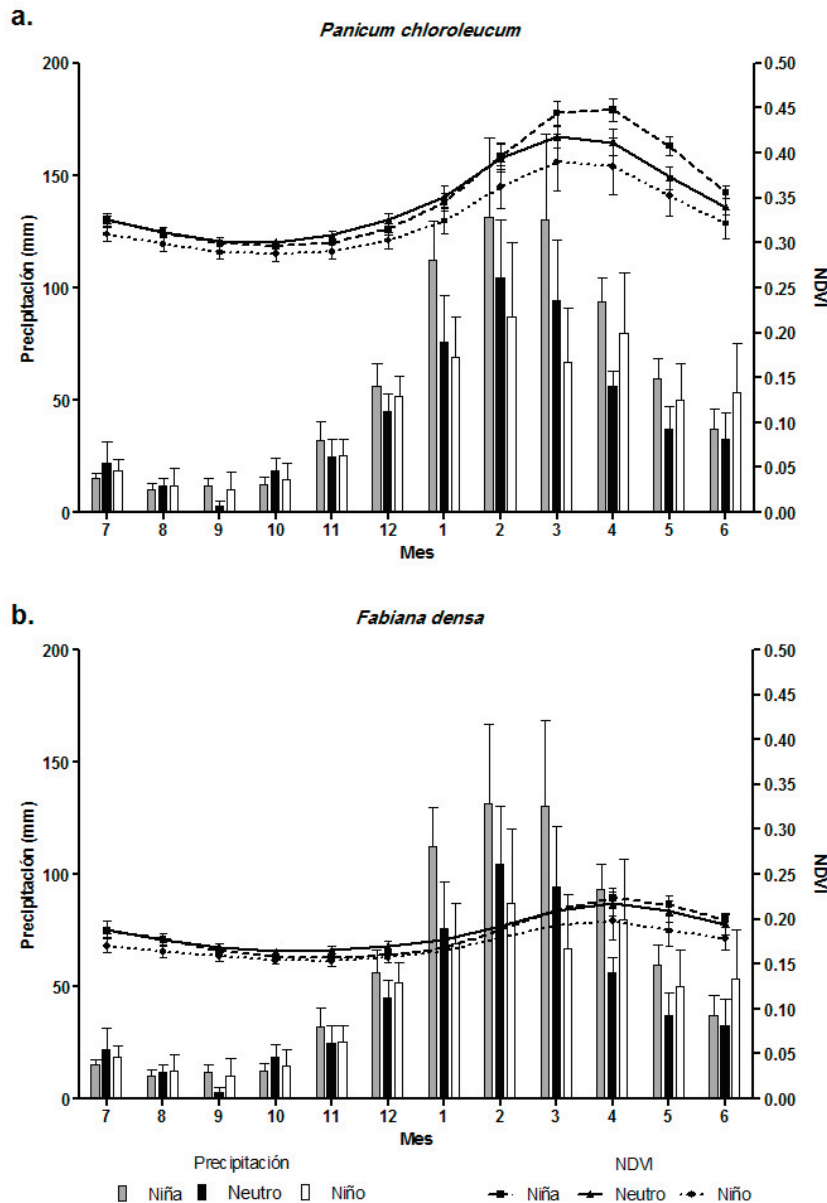 a.
Panicum chloroleucum
200
150
100
50
0
Precipitación (mm)
0.50
0.45
0.40
0.35
0.30
0.25
0.20
0.15
0.10
0.05
0.00
NDVI
7 8 9 10 11 12 1 2 3 4 5 6
Mes
b.
Fabiana densa
200
150
100
50
0
Precipitación (mm)
0.50
0.45
0.40
0.35
0.30
0.25
0.20
0.15
0.10
0.05
0.00
NDVI
7 8 9 10 11 12 1 2 3 4 5 6
Mes
Precipitación NDVI
Niña Neutro Niño Niña Neutro Niño